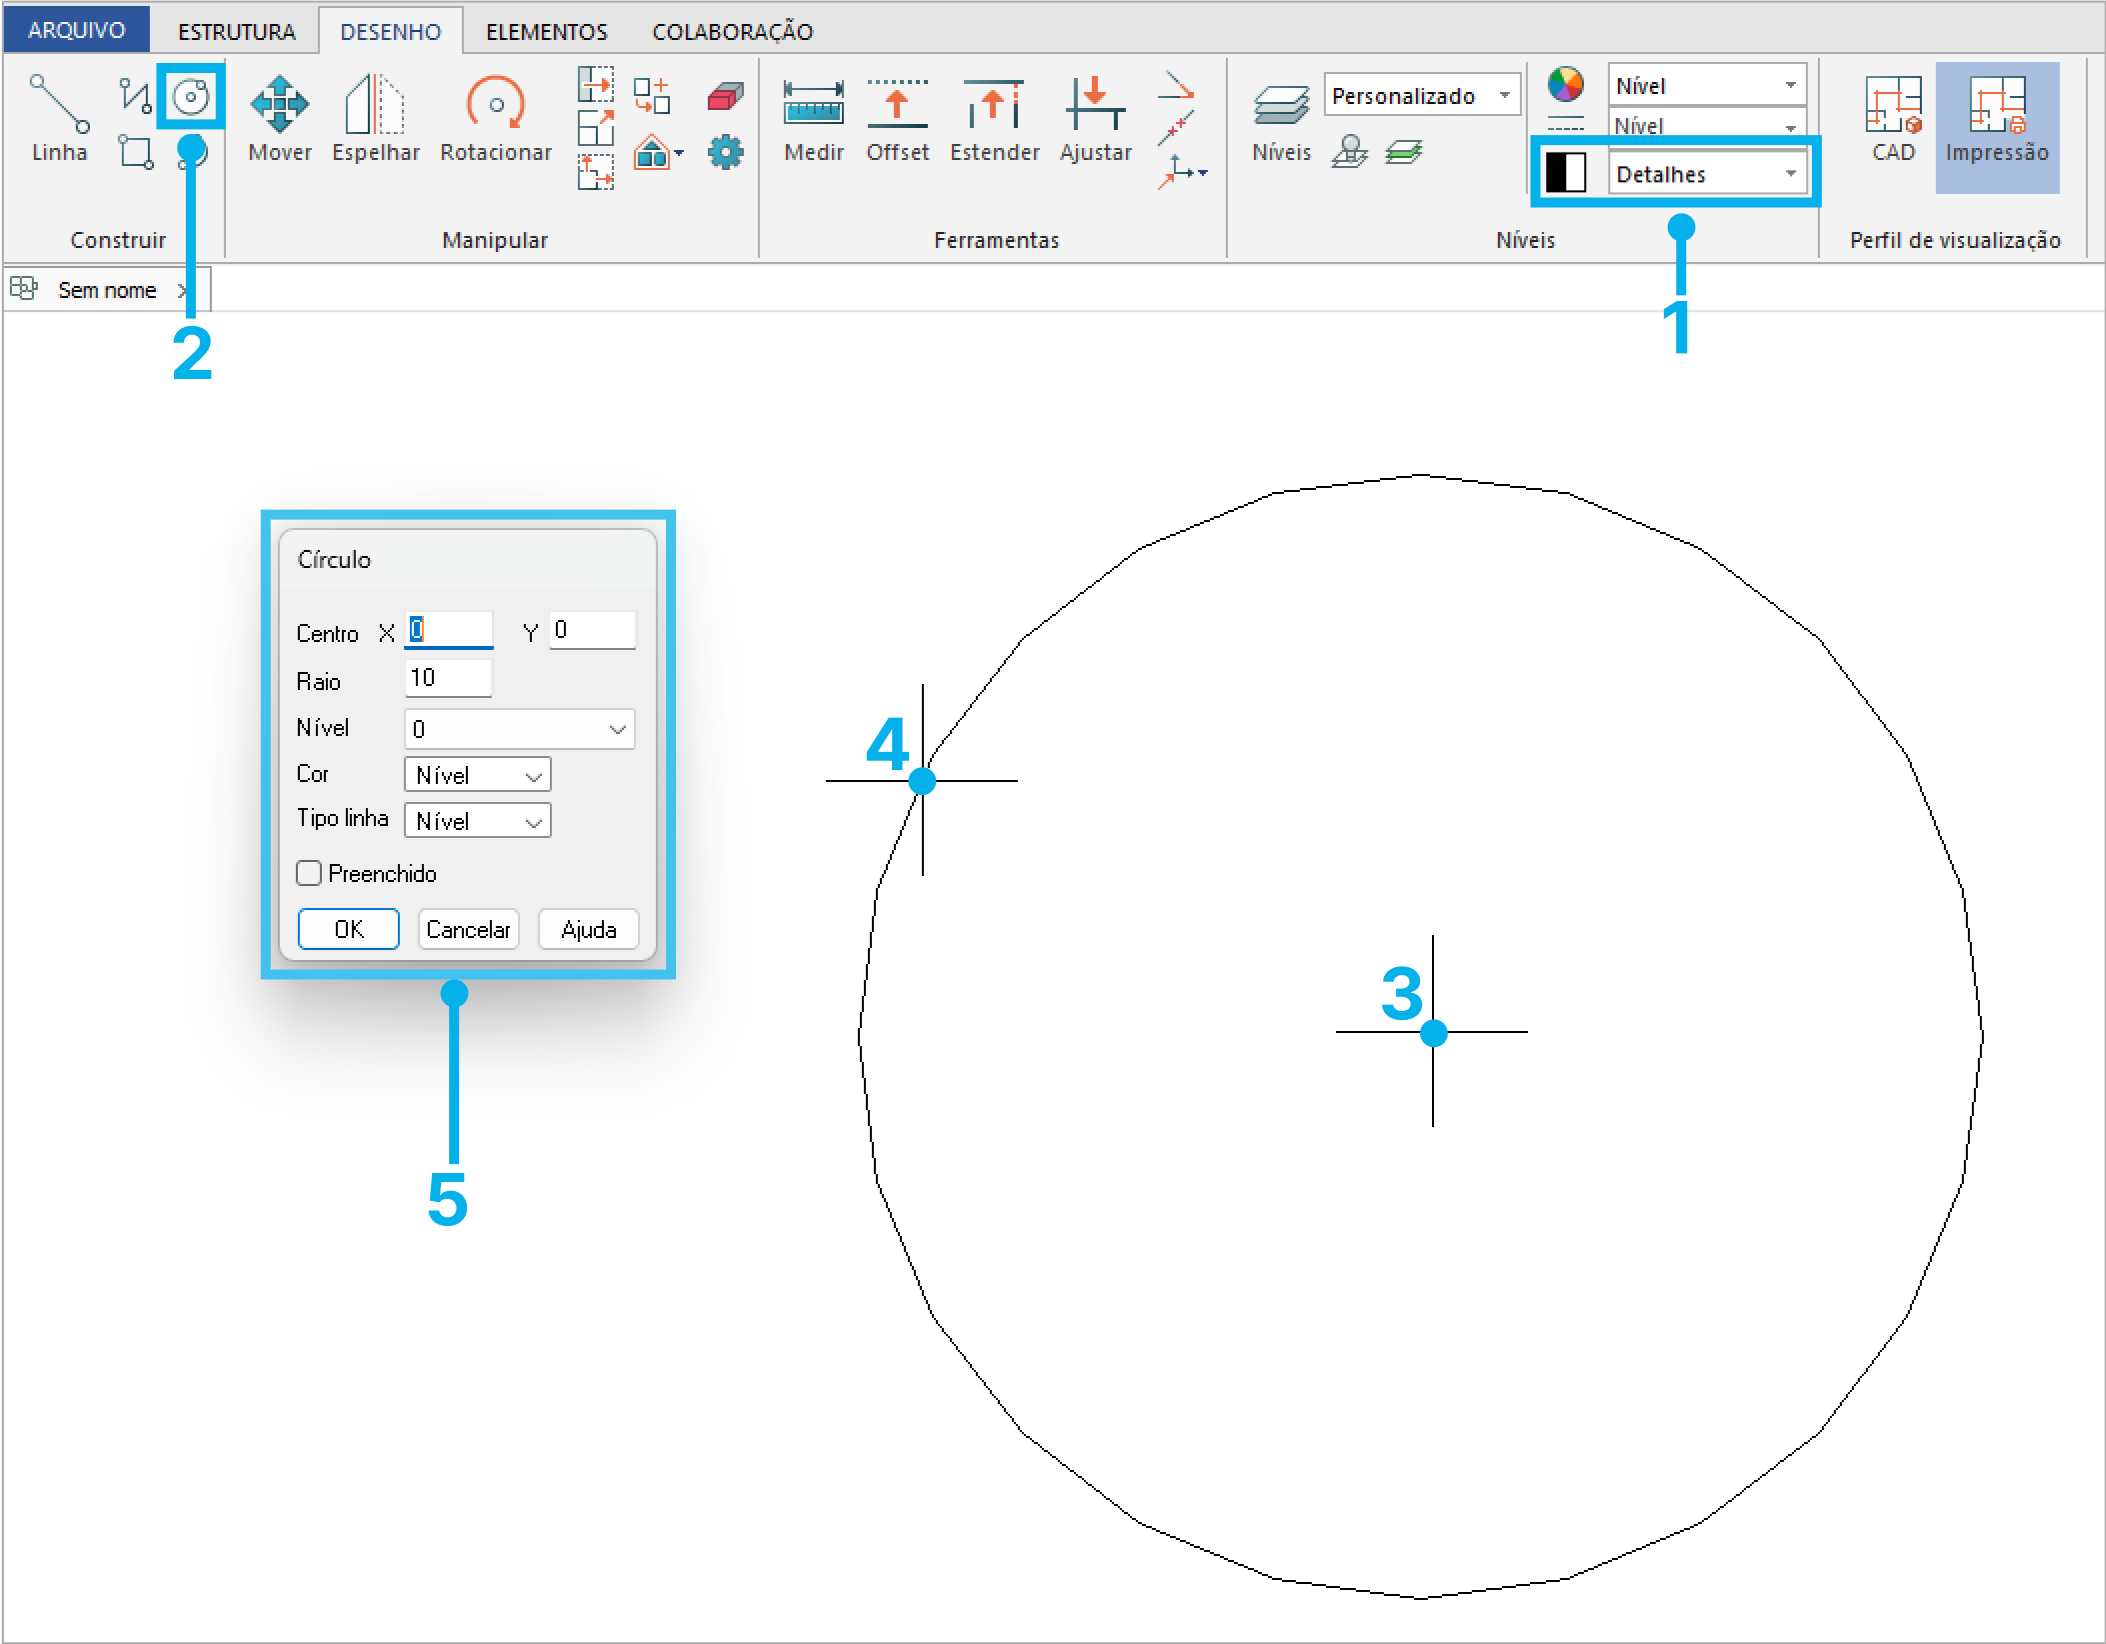 ARQUIVO ESTRUTURA DESENHO ELEMENTOS COLABORAÇÃO
Personalizado Nível
Nível
Linha Mover Espelhar Rotacionar Medir Offset Estender Ajustar Níveis Detalhes CAD Impressão
Construir Manipular Ferramentas Níveis Perfil de visualização
Sem nome
2 1
Círculo
Centro X 0 Y 0
Raio 10
Nível 0
Cor Nível
Tipo linha Nível
Preenchido
OK Cancelar Ajuda
4
3
5